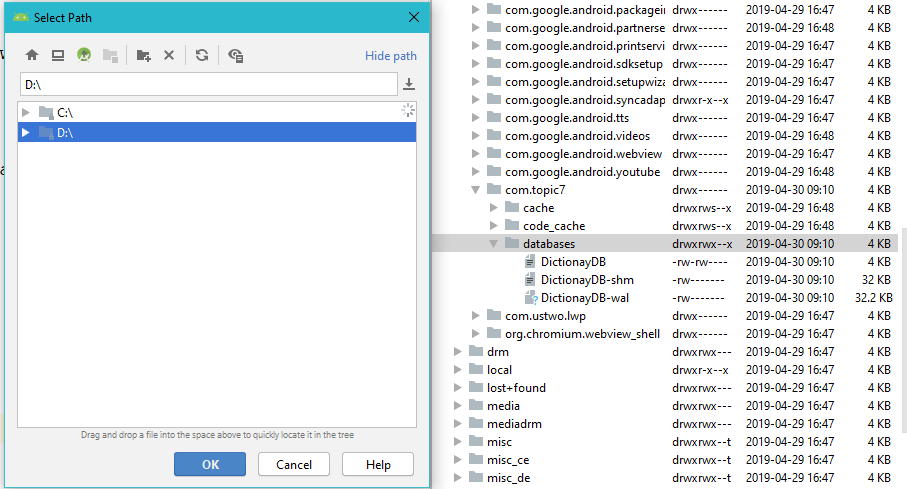 Select Path
Hide path
D:\
C:\
D:\
Drag and drop a file into the space above to quickly locate it in the tree
OK Cancel Help
com.google.android.packagein drwx------ 2019-04-29 16:47 4 KB
com.google.android.partnerse drwx------ 2019-04-29 16:48 4 KB
com.google.android.printservi drwx------ 2019-04-29 16:47 4 KB
com.google.android.sdksetup drwx------ 2019-04-29 16:47 4 KB
com.google.android.setupwiza drwx------ 2019-04-29 16:47 4 KB
com.google.android.syncadap drwxr-x--x 2019-04-29 16:47 4 KB
com.google.android.tts drwx------ 2019-04-29 16:47 4 KB
com.google.android.videos drwx------ 2019-04-29 16:48 4 KB
com.google.android.webview drwx------ 2019-04-29 16:47 4 KB
com.google.android.youtube drwx------ 2019-04-29 16:48 4 KB
com.topic7 drwx------ 2019-04-30 09:10 4 KB
cache drwxrws--x 2019-04-29 16:48 4 KB
code_cache drwxrws--x 2019-04-29 16:48 4 KB
databases drwxrwx--x 2019-04-30 09:10 4 KB
DictionayDB -rw-rw---- 2019-04-30 09:10 4 KB
DictionayDB-shm -rw------- 2019-04-30 09:10 32 KB
DictionayDB-wal -rw------- 2019-04-30 09:10 32.2 KB
com.ustwo.lwp drwx------ 2019-04-29 16:47 4 KB
org.chromium.webview_shell drwx------ 2019-04-29 16:47 4 KB
drm drwxrwx--- 2019-04-29 16:47 4 KB
local drwxr-x--x 2019-04-29 16:47 4 KB
lost+found drwxrwx--- 2019-04-29 16:47 4 KB
media drwxrwx--- 2019-04-29 16:47 4 KB
mediadrm drwxrwx--- 2019-04-29 16:47 4 KB
misc drwxrwx--t 2019-04-29 16:47 4 KB
misc_ce drwxrwx--t 2019-04-29 16:47 4 KB
misc_de drwxrwx--t 2019-04-29 16:47 4 KB